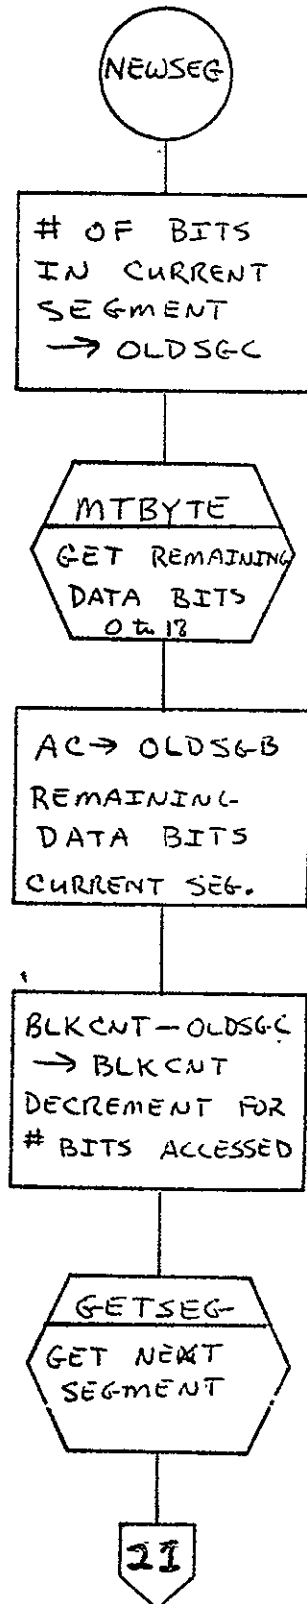 NEWSEG
# OF BITS
IN CURRENT
SEGMENT
→ OLDSGC
MTBYTE
GET REMAINING
DATA BITS
0 to 18
AC → OLDSGB
REMAINING
DATA BITS
CURRENT SEG.
BLKCNT - OLDSGC
→ BLKCNT
DECREMENT FOR
# BITS ACCESSED
GETSEG
GET NEXT
SEGMENT